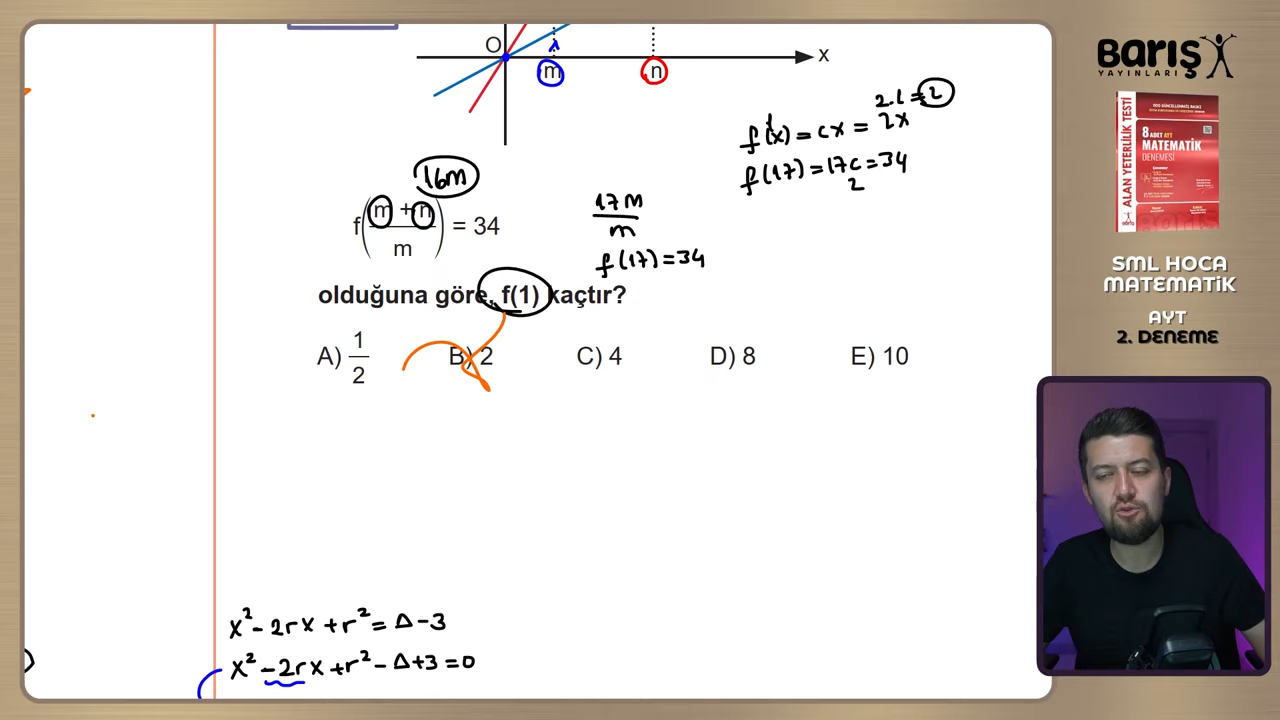 O
m
n
x
16m
f(m + n / m) = 34
17m
m
f(17) = 34
2.1 = 2
f(x) = cx = 2x
f(17) = 17c = 34
2
olduğuna göre, f(1) kaçtır?
A) 1/2 B) 2 C) 4 D) 8 E) 10
x² - 2rx + r² = Δ - 3
x² - 2rx + r² - Δ + 3 = 0
BARIŞ
YAYINLARI
ALAN YETERLİLİK TESTİ
8 ADET AYT
MATEMATİK
DENEMESİ
SML HOCA
MATEMATİK
AYT
2. DENEME